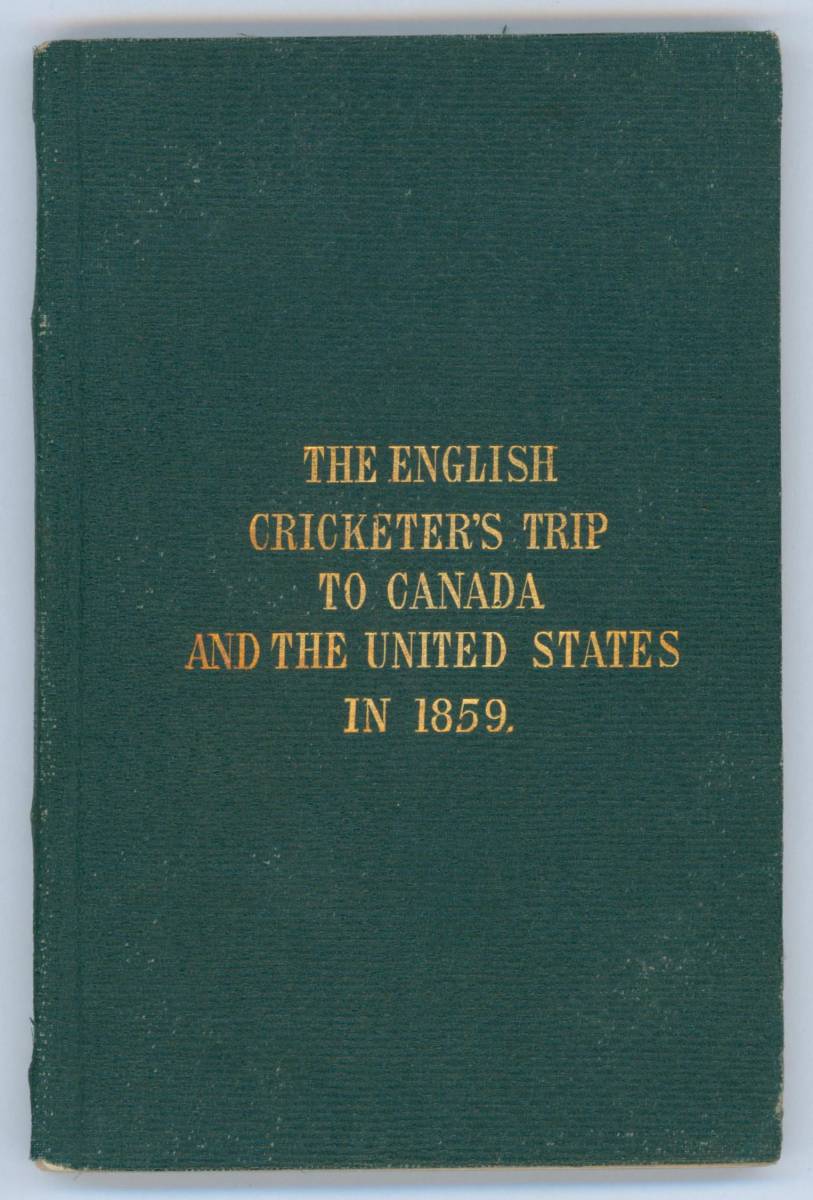 THE ENGLISH
CRICKETER'S TRIP
TO CANADA
AND THE UNITED STATES
IN 1859.